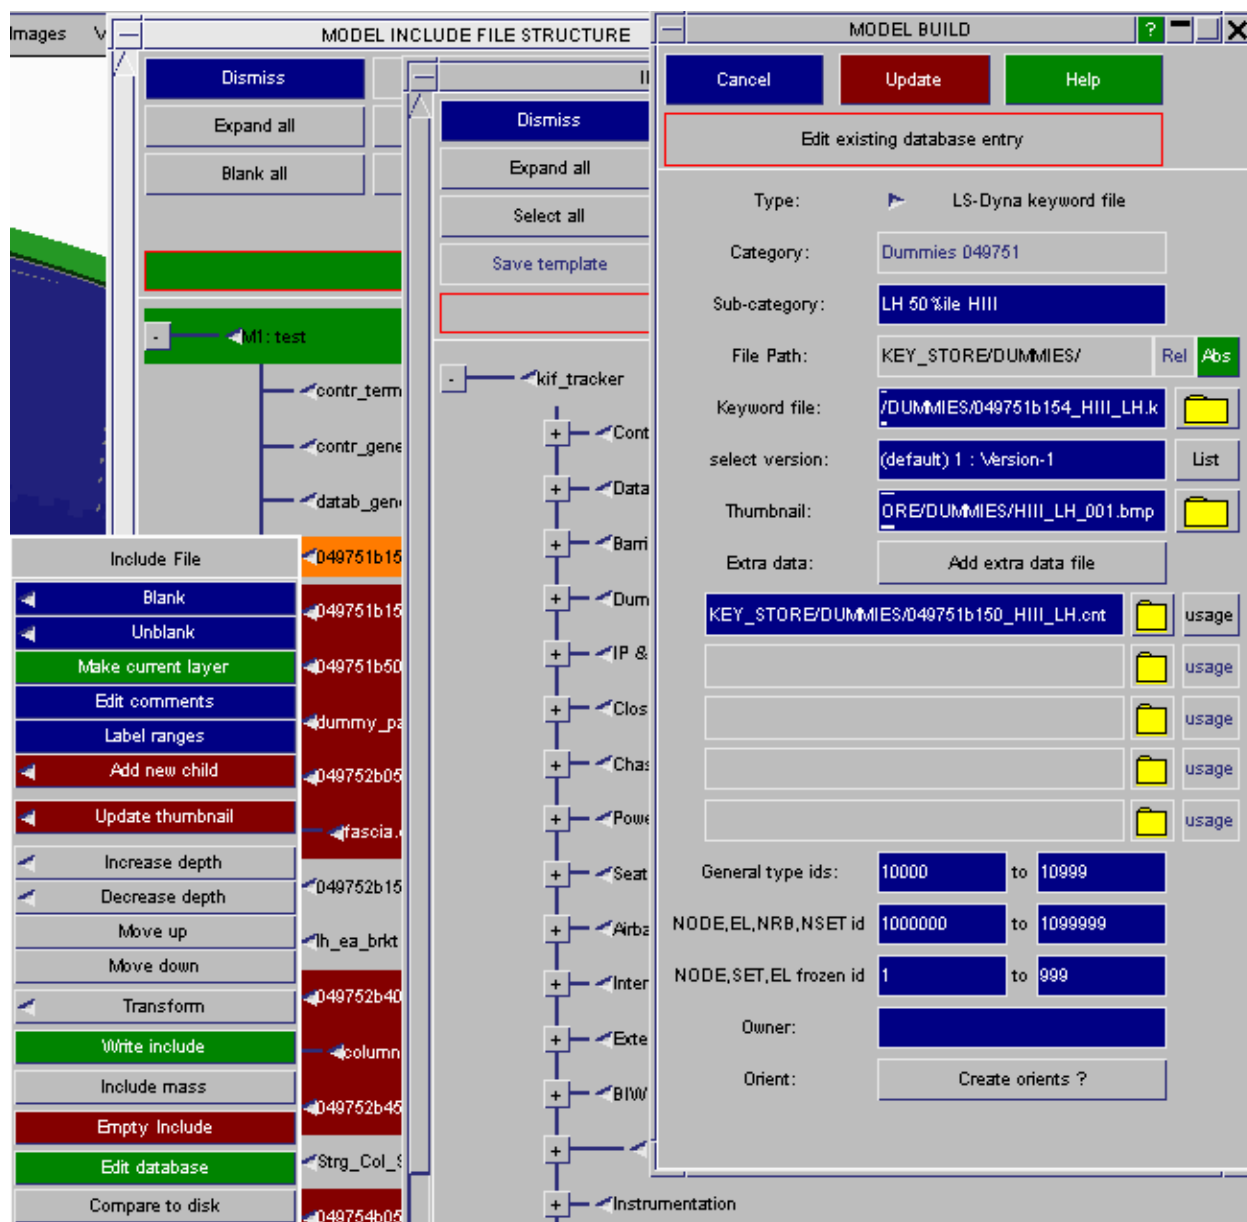 Images
MODEL INCLUDE FILE STRUCTURE
Dismiss
Expand all
Blank all
M1: test
contr_term
contr_gene
datab_gen
049751b15
049751b15
049751b50
dummy_pa
049752b05
fascia.
049752b15
lh_ea_brkt
049752b40
column
049752b45
Strg_Col_S
049754b05
Include File
Blank
Unblank
Make current layer
Edit comments
Label ranges
Add new child
Update thumbnail
Increase depth
Decrease depth
Move up
Move down
Transform
Write include
Include mass
Empty Include
Edit database
Compare to disk
Dismiss
Expand all
Select all
Save template
- kif_tracker
+ Cont
+ Data
+ Barri
+ Dum
+ IP &
+ Clos
+ Chas
+ Powe
+ Seat
+ Airba
+ Inter
+ Exte
+ BIW
+
+ Instrumentation
MODEL BUILD
?
X
Cancel Update Help
Edit existing database entry
Type: LS-Dyna keyword file
Category: Dummies 049751
Sub-category: LH 50%ile HIII
File Path: KEY_STORE/DUMMIES/ Rel Abs
Keyword file: /DUMMIES/049751b154_HIII_LH.k
select version: (default) 1 : Version-1 List
Thumbnail: ORE/DUMMIES/HIII_LH_001.bmp
Extra data: Add extra data file
KEY_STORE/DUMMIES/049751b150_HIII_LH.cnt usage
usage
usage
usage
usage
General type ids: 10000 to 10999
NODE,EL,NRB,NSET id 1000000 to 1099999
NODE,SET,EL frozen id 1 to 999
Owner:
Orient: Create orients ?